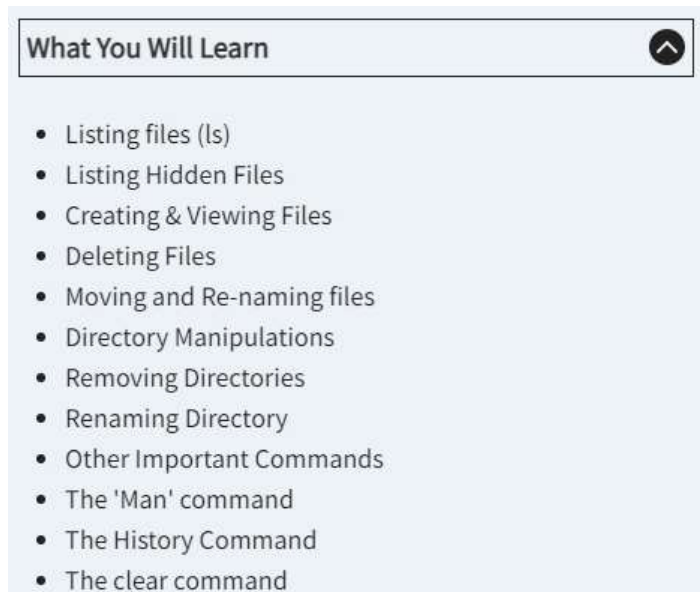 What You Will Learn
Listing files (ls)
Listing Hidden Files
Creating & Viewing Files
Deleting Files
Moving and Re-naming files
Directory Manipulations
Removing Directories
Renaming Directory
Other Important Commands
The 'Man' command
The History Command
The clear command